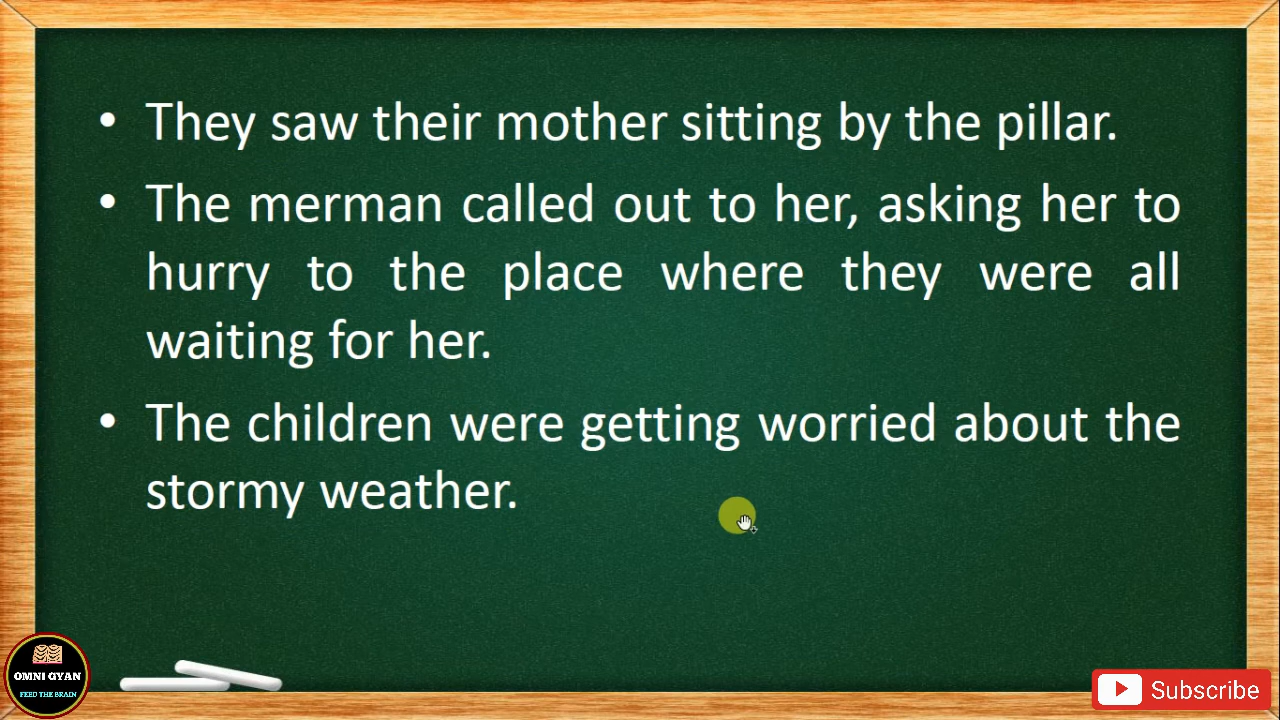 • They saw their mother sitting by the pillar.
• The merman called out to her, asking her to
hurry to the place where they were all
waiting for her.
• The children were getting worried about the
stormy weather.
OMNI GYAN
FEED THE BRAIN
Subscribe